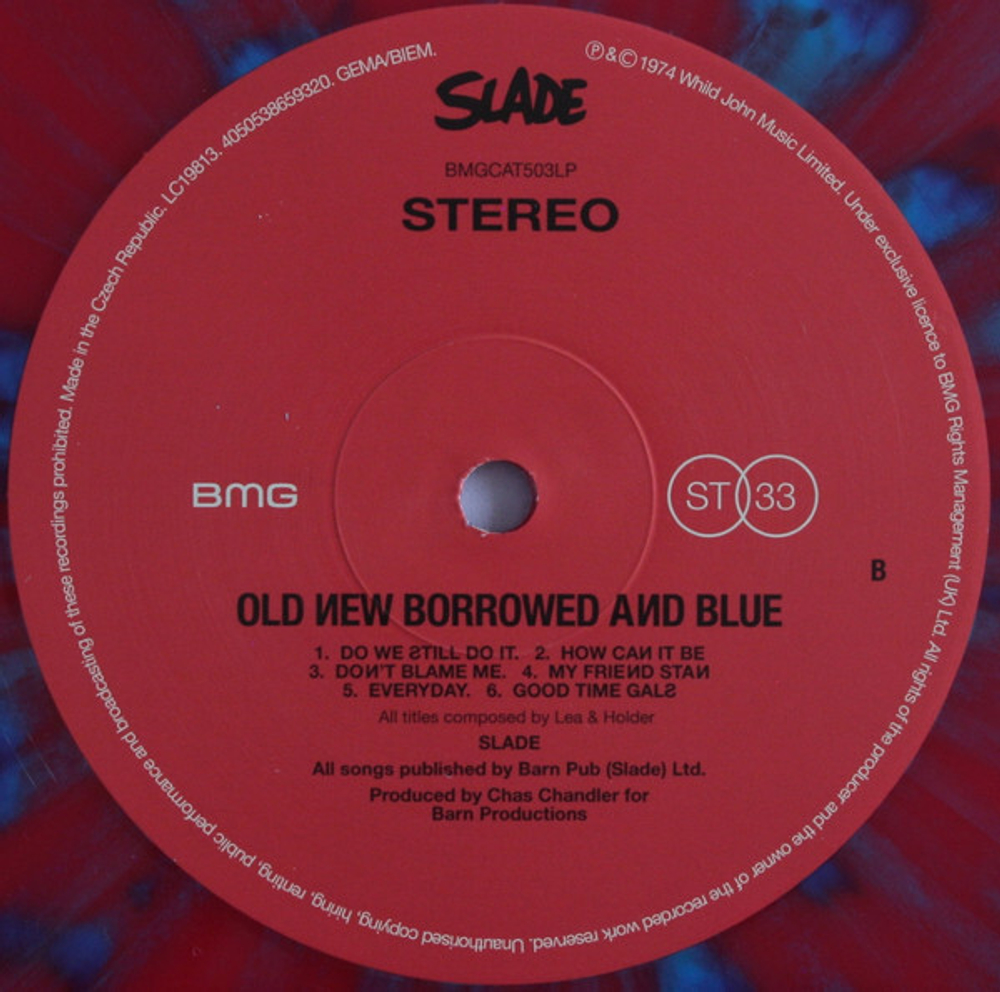 SLADE
BMGCAT503LP
STEREO
BMG
ST 33
B
OLD ИEW BORROWED AИD BLUE
1. DO WE ƧTILL DO IT. 2. HOW CAИ IT BE
3. DOИ'T BLAME ME. 4. MY FRIEИD STAИ
5. EVERYDAY. 6. GOOD TIME GALƧ
All titles composed by Lea & Holder
SLADE
All songs published by Barn Pub (Slade) Ltd.
Produced by Chas Chandler for
Barn Productions
℗ & © 1974 Whild John Music Limited. Under exclusive licence to BMG Rights Management (UK) Ltd. All rights of the producer and the owner of the recorded work reserved. Unauthorised copying, hiring, renting, public performance and broadcasting of these recordings prohibited. Made in the Czech Republic. LC19813. 4050538659320. GEMA/BIEM.